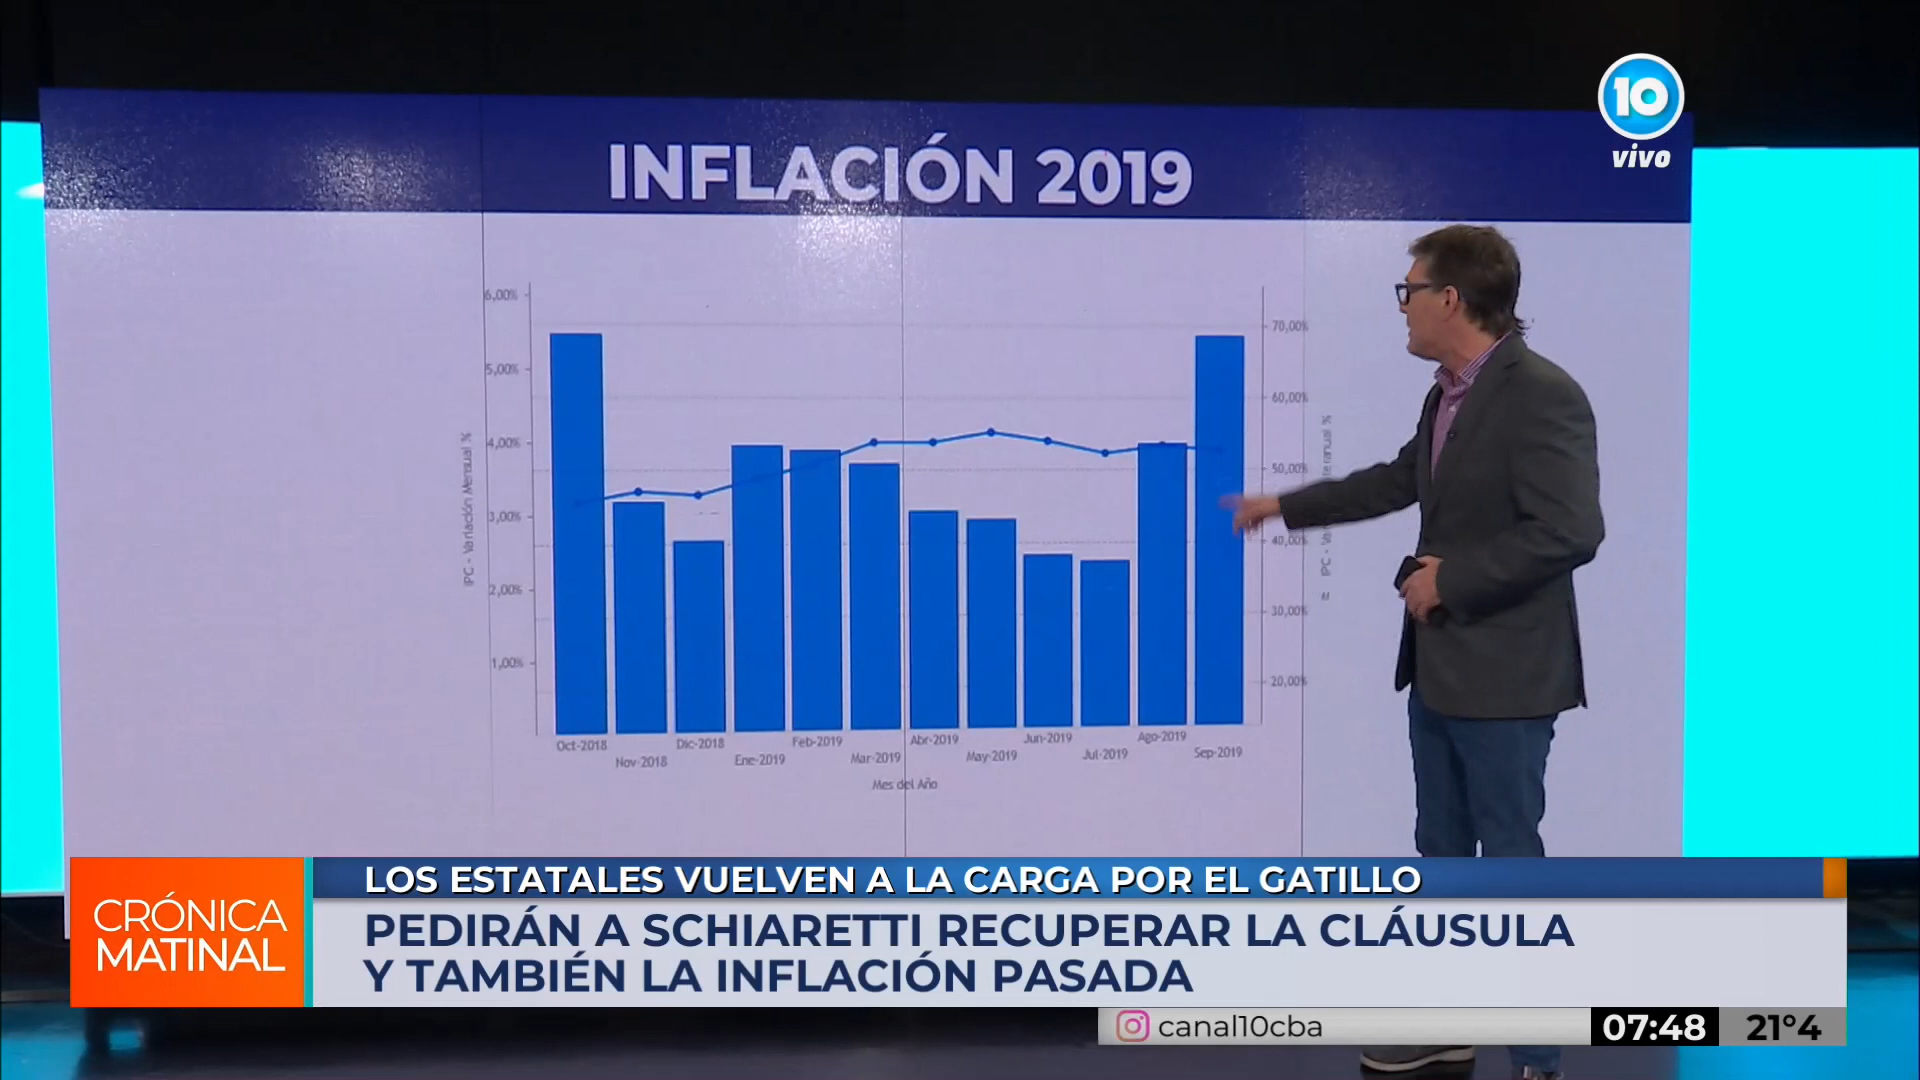 10
vivo
INFLACIÓN 2019
6,00%
5,00%
4,00%
3,00%
2,00%
1,00%
IPC - Variación Mensual %
70,00%
60,00%
50,00%
40,00%
30,00%
20,00%
Oct-2018
Nov-2018
Dic-2018
Ene-2019
Feb-2019
Mar-2019
Abr-2019
May-2019
Jun-2019
Jul-2019
Ago-2019
Sep-2019
Mes del Año
CRÓNICA
MATINAL
LOS ESTATALES VUELVEN A LA CARGA POR EL GATILLO
PEDIRÁN A SCHIARETTI RECUPERAR LA CLÁUSULA
Y TAMBIÉN LA INFLACIÓN PASADA
canal10cba
07:48
21°4